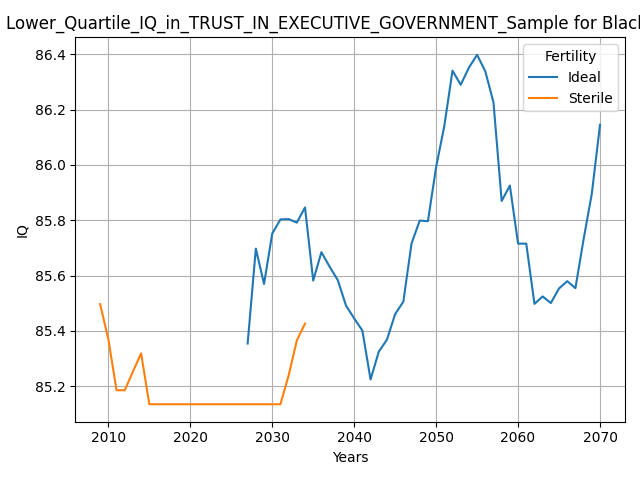 Lower_Quartile_IQ_in_TRUST_IN_EXECUTIVE_GOVERNMENT_Sample for Blac
Fertility
Ideal
Sterile
86.4
86.2
86.0
85.8
85.6
85.4
85.2
IQ
2010 2020 2030 2040 2050 2060 2070
Years